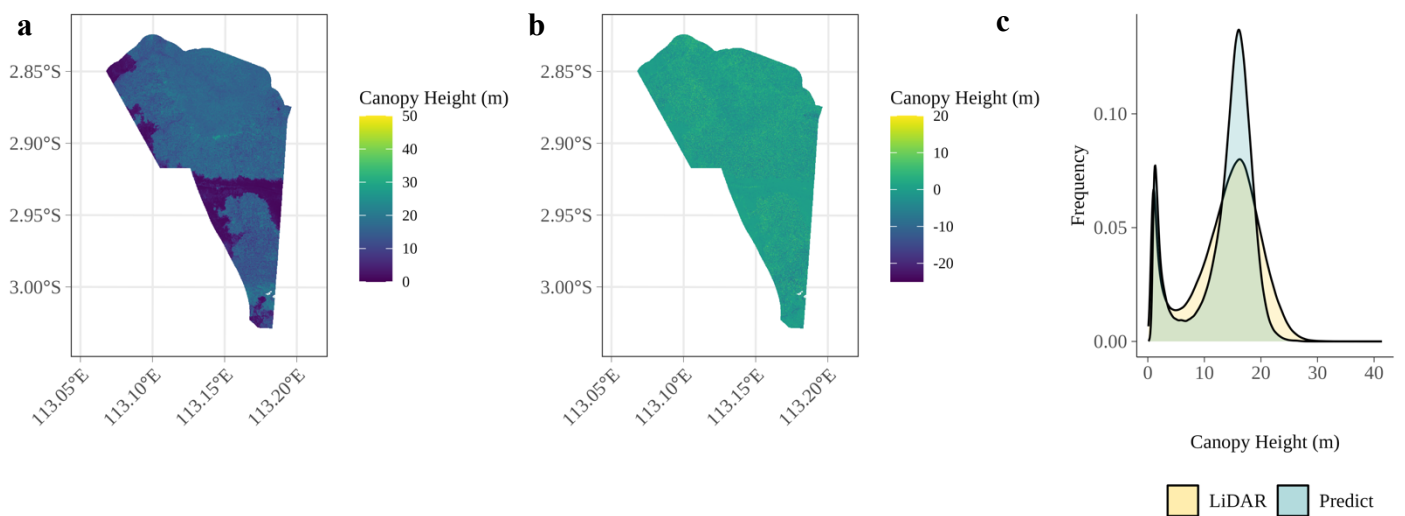 a
2.85°S
2.90°S
2.95°S
3.00°S
113.05°E
113.10°E
113.15°E
113.20°E
Canopy Height (m)
50
40
30
20
10
0
b
2.85°S
2.90°S
2.95°S
3.00°S
113.05°E
113.10°E
113.15°E
113.20°E
Canopy Height (m)
20
10
0
-10
-20
c
Frequency
0.10
0.05
0.00
0 10 20 30 40
Canopy Height (m)
LiDAR Predict